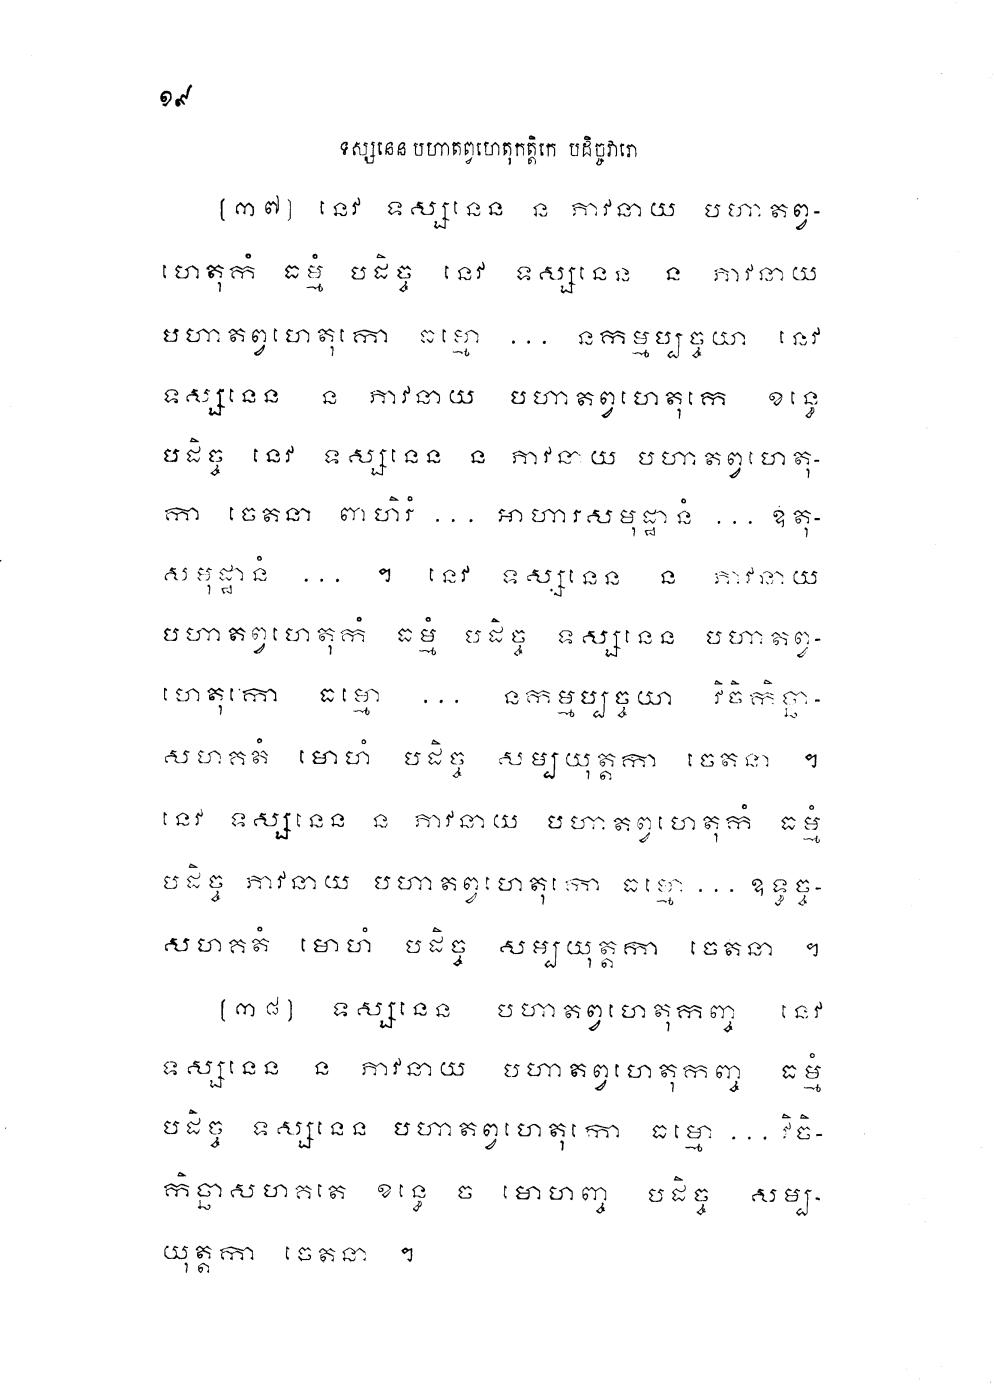 ១៩
ទស្សនេន បហាតព្វហេតុកត្តិកេ បដិច្ចវារោ
(៣៧) នេវ ទស្សនេន ន ភាវនាយ បហាតព្វ-
ហេតុកំ ធម្មំ បដិច្ច នេវ ទស្សនេន ន ភាវនាយ
បហាតព្វហេតុកោ ធម្មោ ... នកម្មប្បច្ចយា នេវ
ទស្សនេន ន ភាវនាយ បហាតព្វហេតុកេ ខន្ធេ
បដិច្ច នេវ ទស្សនេន ន ភាវនាយ បហាតព្វហេតុ-
កា ចេតនា ពាហិរំ ... អាហារសមុដ្ឋានំ ... ឧតុ-
សមុដ្ឋានំ ... ។ នេវ ទស្សនេន ន ភាវនាយ
បហាតព្វហេតុកំ ធម្មំ បដិច្ច ទស្សនេន បហាតព្វ-
ហេតុកោ ធម្មោ ... នកម្មប្បច្ចយា វិចិកិច្ឆា-
សហគតំ មោហំ បដិច្ច សម្បយុត្តកា ចេតនា ។
នេវ ទស្សនេន ន ភាវនាយ បហាតព្វហេតុកំ ធម្មំ
បដិច្ច ភាវនាយ បហាតព្វហេតុកោ ធម្មោ ... ឧទ្ធច្ច-
សហគតំ មោហំ បដិច្ច សម្បយុត្តកា ចេតនា ។
(៣៨) ទស្សនេន បហាតព្វហេតុកញ្ច នេវ
ទស្សនេន ន ភាវនាយ បហាតព្វហេតុកញ្ច ធម្មំ
បដិច្ច ទស្សនេន បហាតព្វហេតុកោ ធម្មោ ... វិចិ-
កិច្ឆាសហគតេ ខន្ធេ ច មោហញ្ច បដិច្ច សម្ប-
យុត្តកា ចេតនា ។